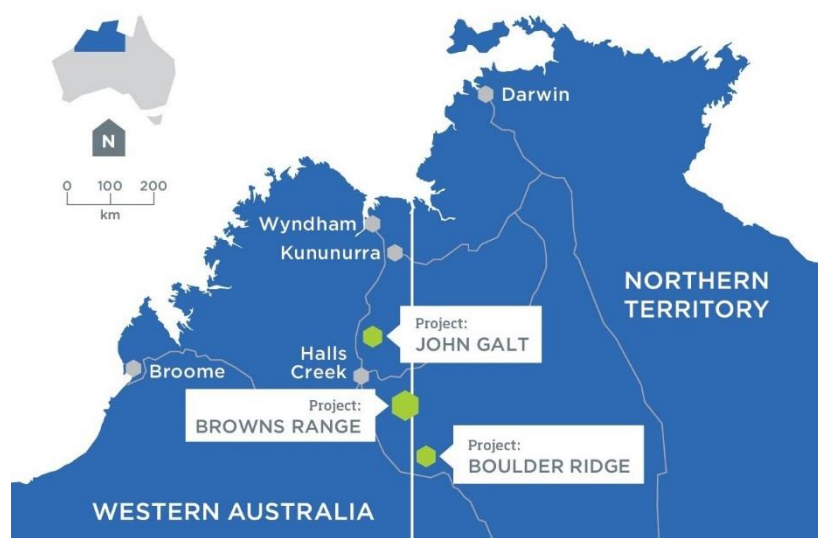 Darwin
N
0 100 200
km
Wyndham
Kununurra
NORTHERN
TERRITORY
Project:
JOHN GALT
Halls
Creek
Broome
Project:
BROWNS RANGE
Project:
BOULDER RIDGE
WESTERN AUSTRALIA